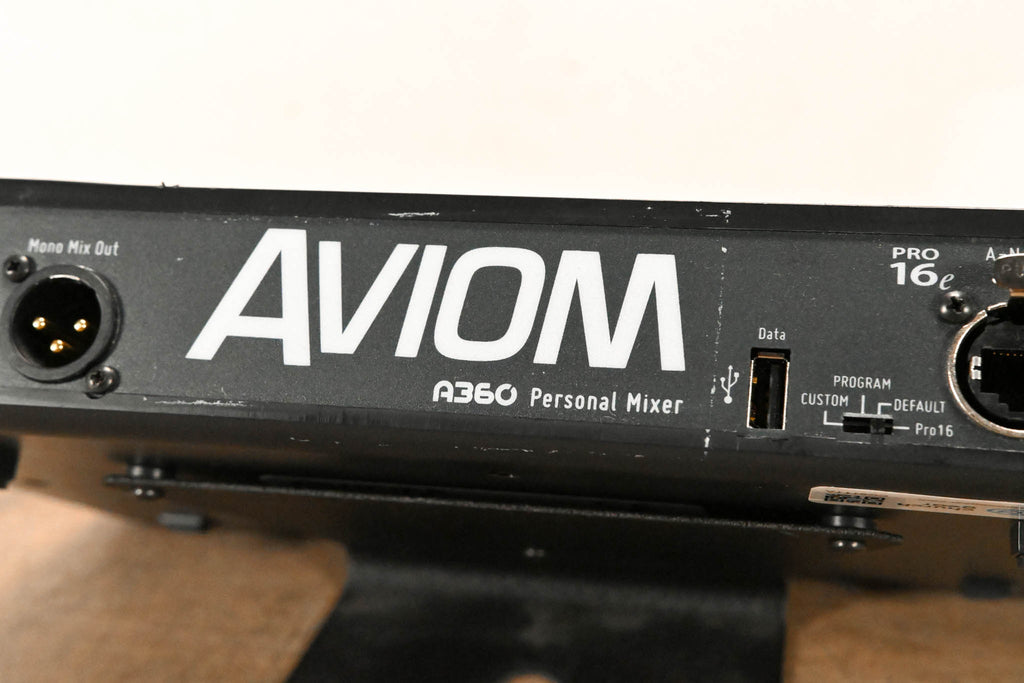 Mono Mix Out
AVIOM
A360 Personal Mixer
Data
PRO
16e
PROGRAM
CUSTOM
DEFAULT
Pro16